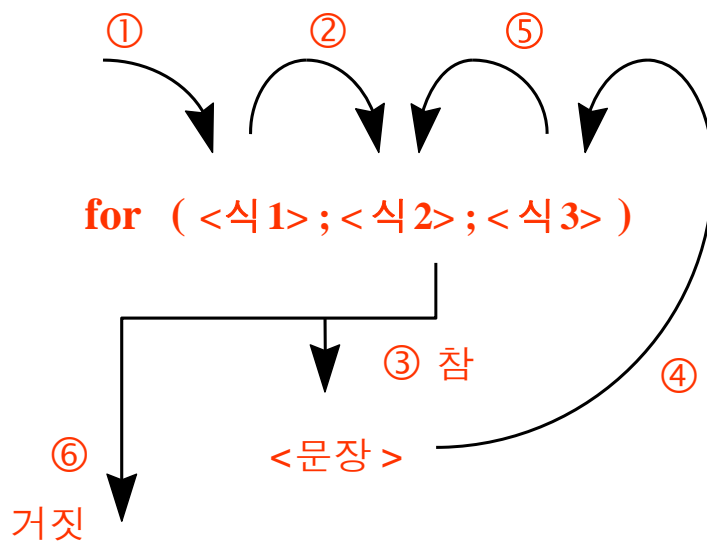 ① ② ⑤
for ( <식1> ; < 식2> ; < 식3> )
③ 참
④
⑥
<문장 >
거짓